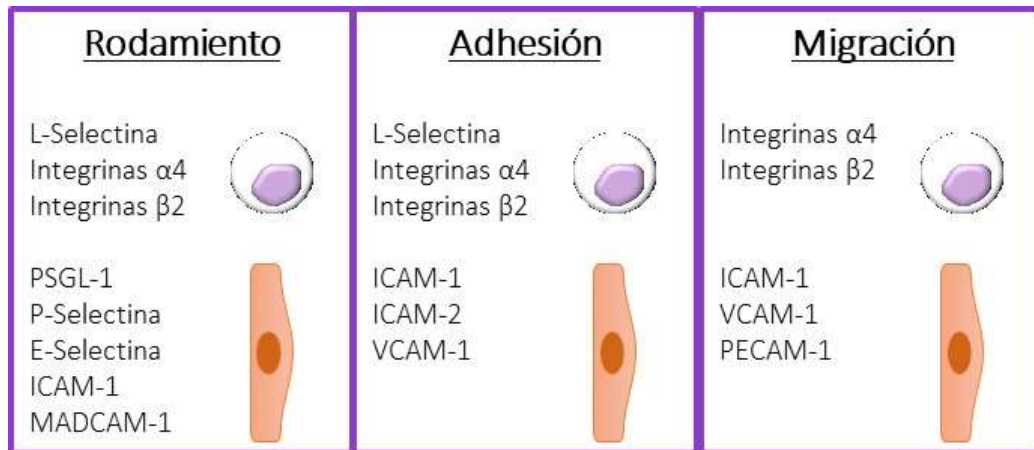 Rodamiento
L-Selectina
Integrinas α4
Integrinas β2
PSGL-1
P-Selectina
E-Selectina
ICAM-1
MADCAM-1
Adhesión
L-Selectina
Integrinas α4
Integrinas β2
ICAM-1
ICAM-2
VCAM-1
Migración
Integrinas α4
Integrinas β2
ICAM-1
VCAM-1
PECAM-1